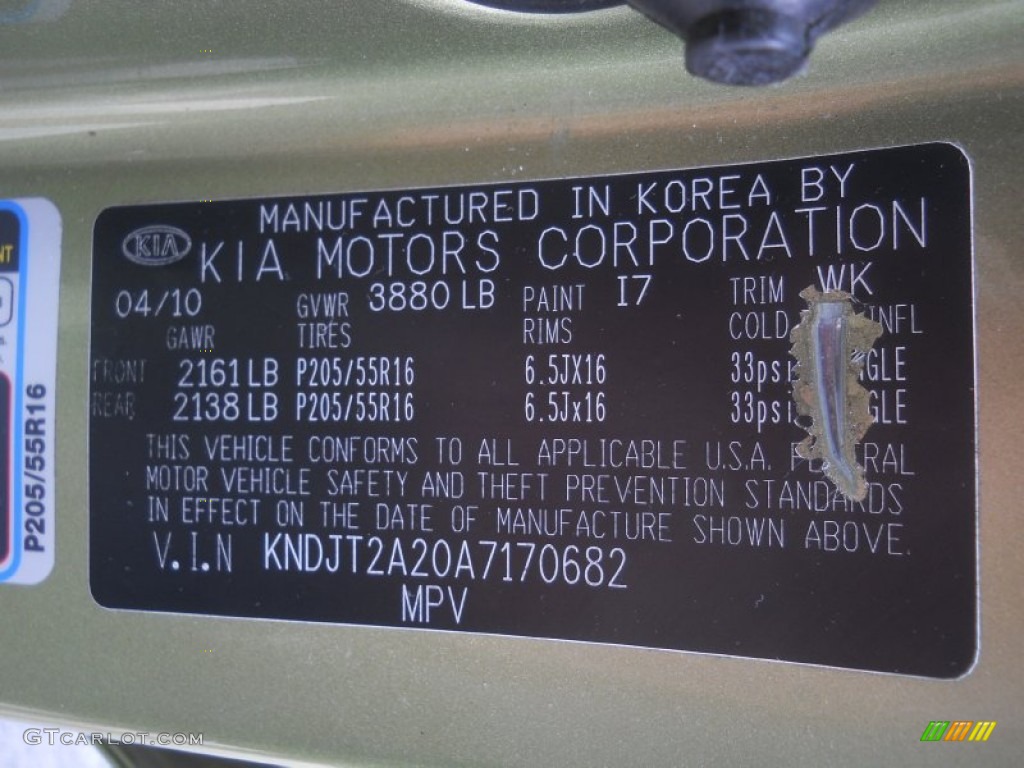 MANUFACTURED IN KOREA BY
KIA
KIA MOTORS CORPORATION
04/10 GVWR 3880 LB PAINT I7 TRIM WK
GAWR TIRES RIMS COLD INFL
FRONT 2161 LB P205/55R16 6.5JX16 33psi
REAR 2138 LB P205/55R16 6.5Jx16 33psi
THIS VEHICLE CONFORMS TO ALL APPLICABLE U.S.A.
MOTOR VEHICLE SAFETY AND THEFT PREVENTION STANDARDS
IN EFFECT ON THE DATE OF MANUFACTURE SHOWN ABOVE.
V.I.N KNDJT2A20A7170682
MPV
P205/55R16
GTCARLOT.COM